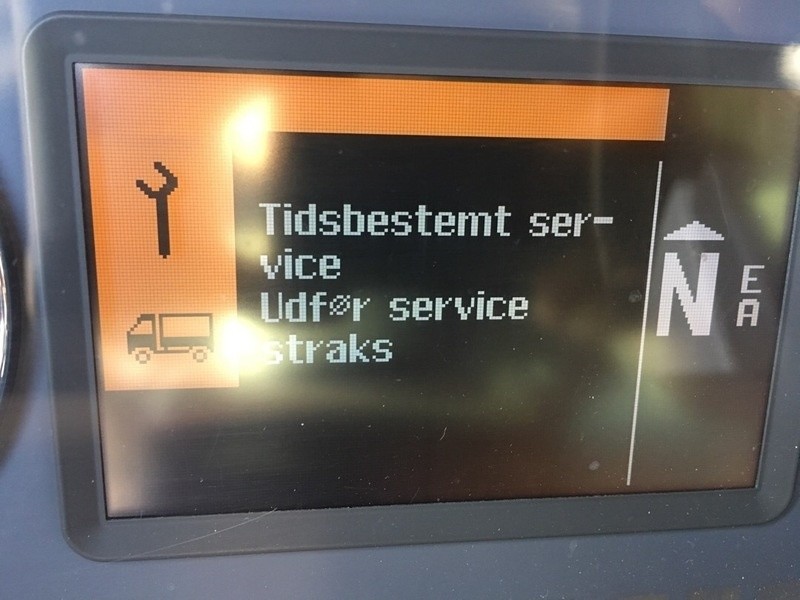 Tidsbestemt ser-
vice
Udfør service
straks
N
E
A